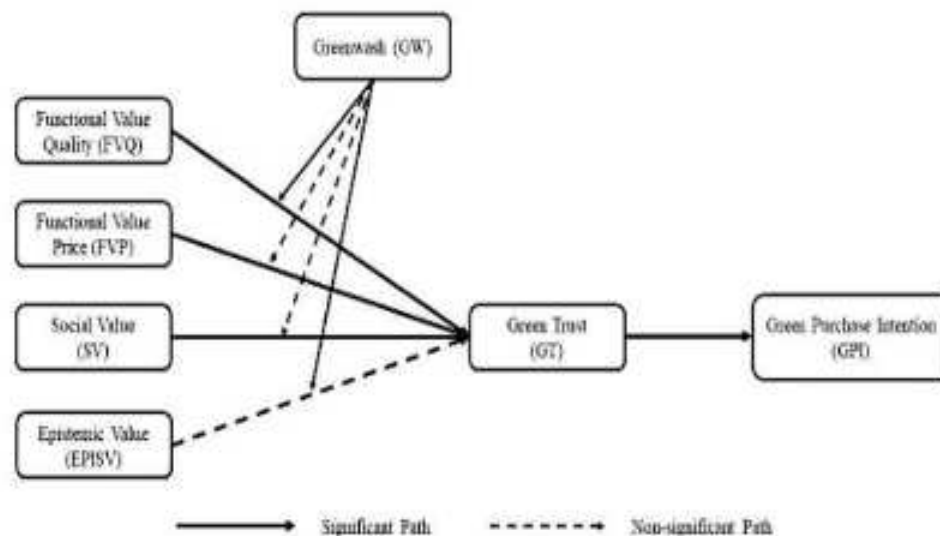 Greenwash (GW)
Functional Value
Quality (FVQ)
Functional Value
Price (FVP)
Social Value
(SV)
Epistemic Value
(EPISV)
Green Trust
(GT)
Green Purchase Intention
(GPI)
Significant Path
Non-significant Path